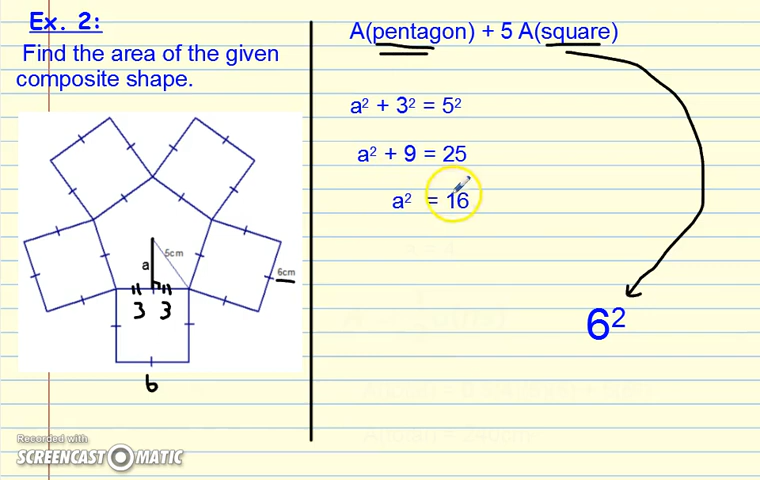 Ex. 2:
Find the area of the given
composite shape.
5cm
a
6cm
3 3
6
Recorded with
SCREENCAST MATIC
A(pentagon) + 5 A(square)
a² + 3² = 5²
a² + 9 = 25
a² = 16
6²